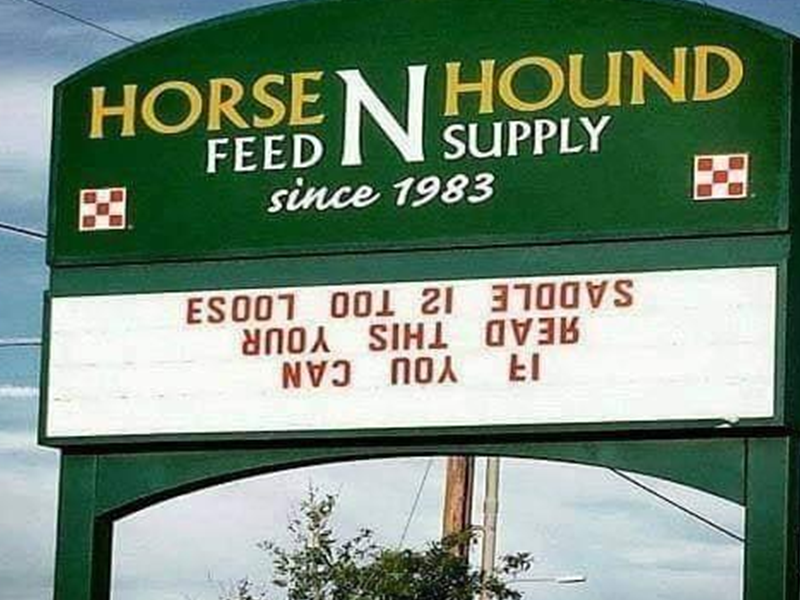 HORSE N HOUND
FEED SUPPLY
since 1983
IF YOU CAN
READ THIS YOUR
SADDLE IS TOO LOOSE